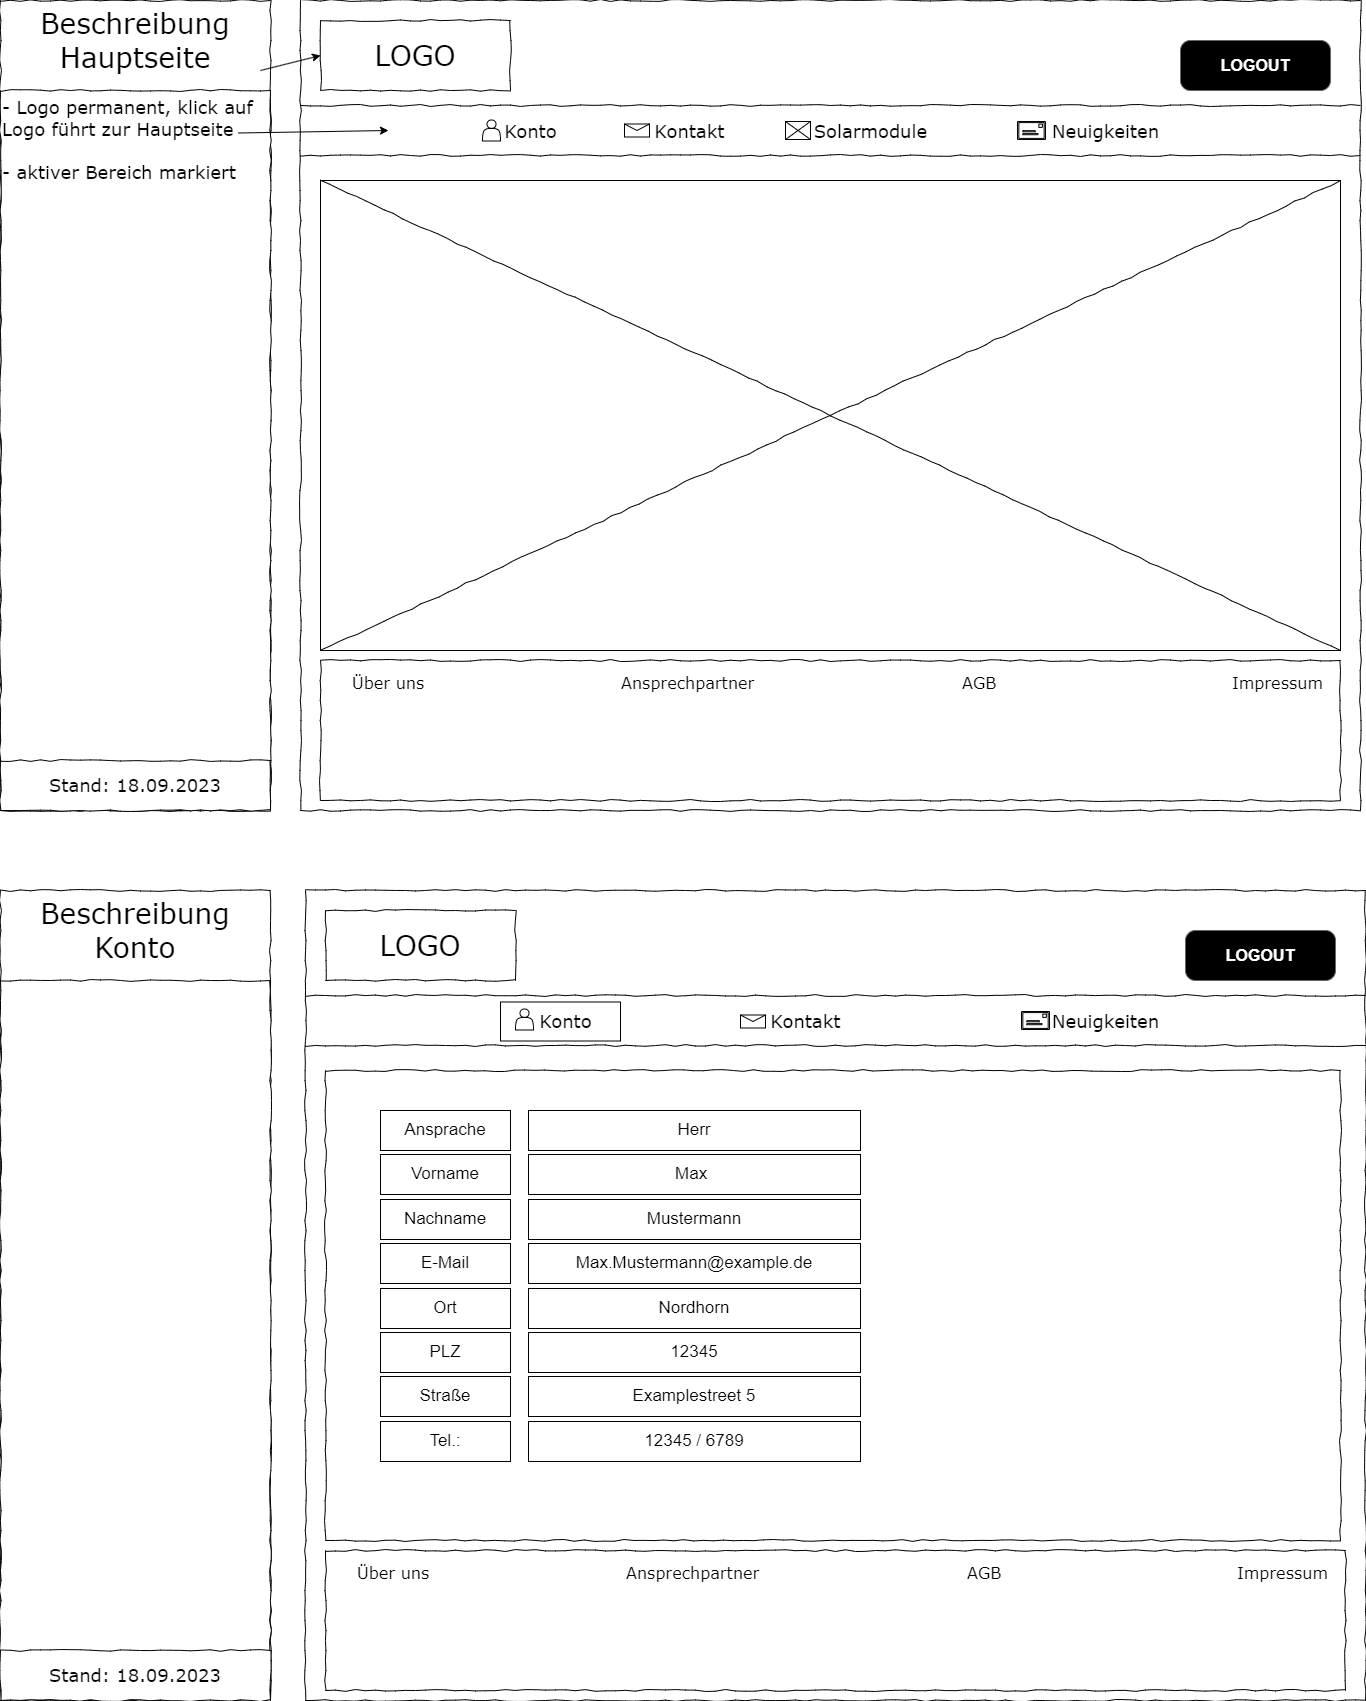 Beschreibung
Hauptseite
- Logo permanent, klick auf
Logo führt zur Hauptseite
- aktiver Bereich markiert
Stand: 18.09.2023
LOGO
LOGOUT
Konto
Kontakt
Solarmodule
Neuigkeiten
Über uns
Ansprechpartner
AGB
Impressum
Beschreibung
Konto
Stand: 18.09.2023
LOGO
LOGOUT
Konto
Kontakt
Neuigkeiten
Ansprache Herr
Vorname Max
Nachname Mustermann
E-Mail Max.Mustermann@example.de
Ort Nordhorn
PLZ 12345
Straße Examplestreet 5
Tel.: 12345 / 6789
Über uns
Ansprechpartner
AGB
Impressum